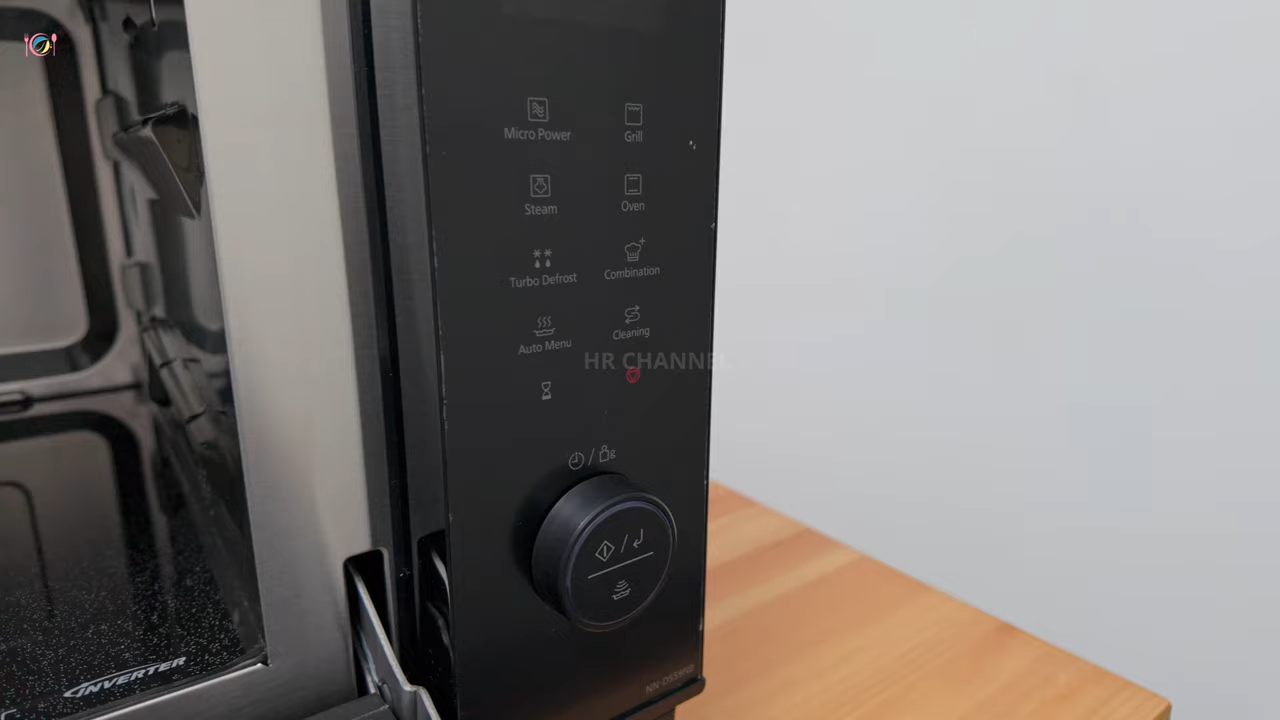 Micro Power
Grill
Steam
Oven
Turbo Defrost
Combination
Auto Menu
Cleaning
HR CHANNEL
/ g
/
INVERTER